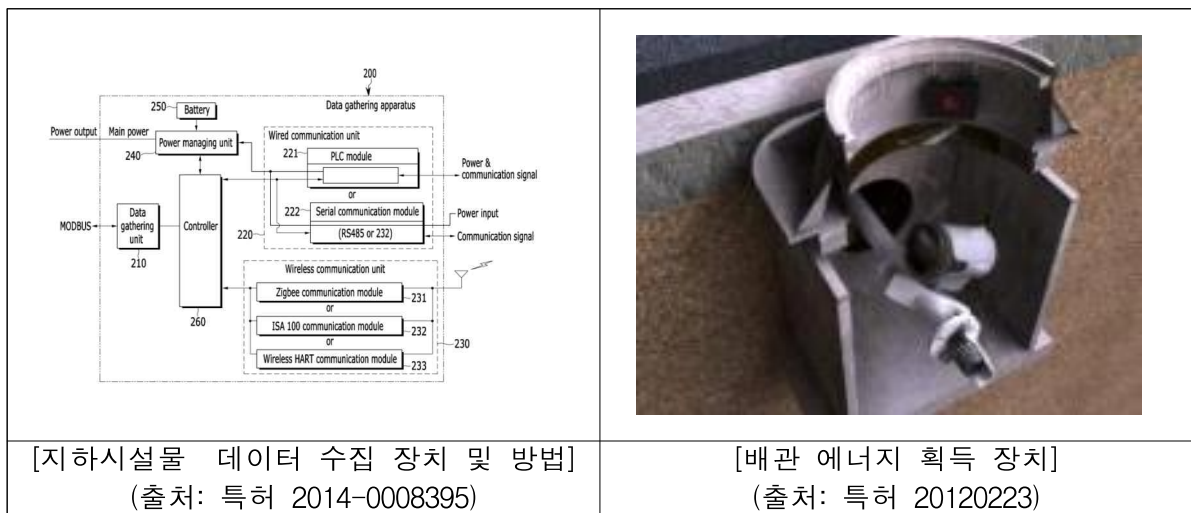 200
Data gathering apparatus
250
Battery
Power output
Main power
Power managing unit
240
Wired communication unit
221
PLC module
Power &
communication signal
or
222
Serial communication module
Power input
(RS485 or 232)
Communication signal
220
MODBUS
Data
gathering
unit
210
Controller
260
Wireless communication unit
Zigbee communication module
231
or
ISA 100 communication module
232
or
Wireless HART communication module
233
230
[지하시설물 데이터 수집 장치 및 방법]
(출처: 특허 2014-0008395)
[배관 에너지 획득 장치]
(출처: 특허 20120223)